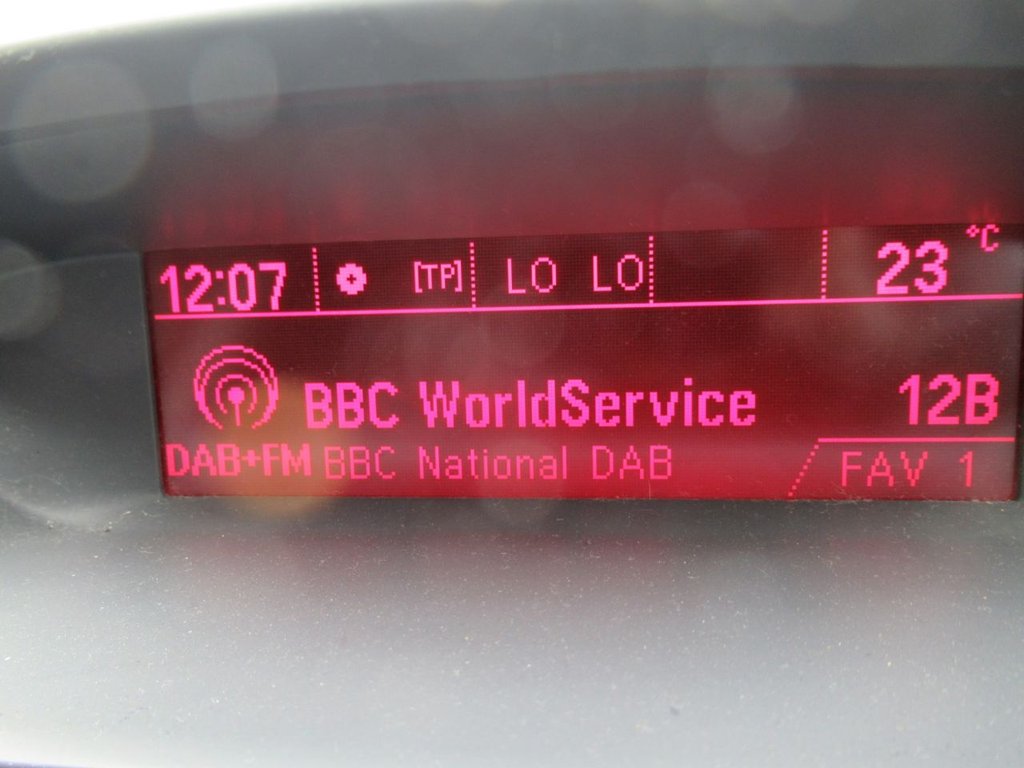 12:07 [TP] LO LO 23 °C
BBC WorldService 12B
DAB+FM BBC National DAB FAV 1